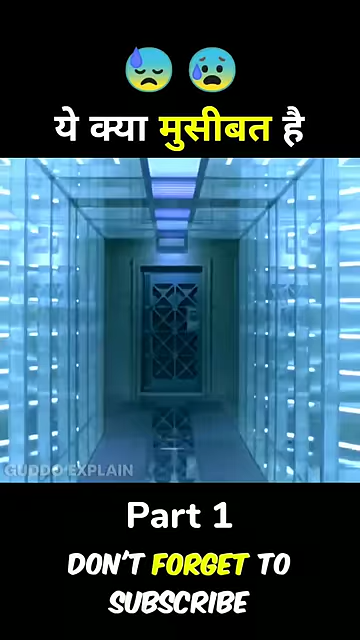 ये क्या मुसीबत है
GUDDO EXPLAIN
Part 1
DON'T FORGET TO
SUBSCRIBE